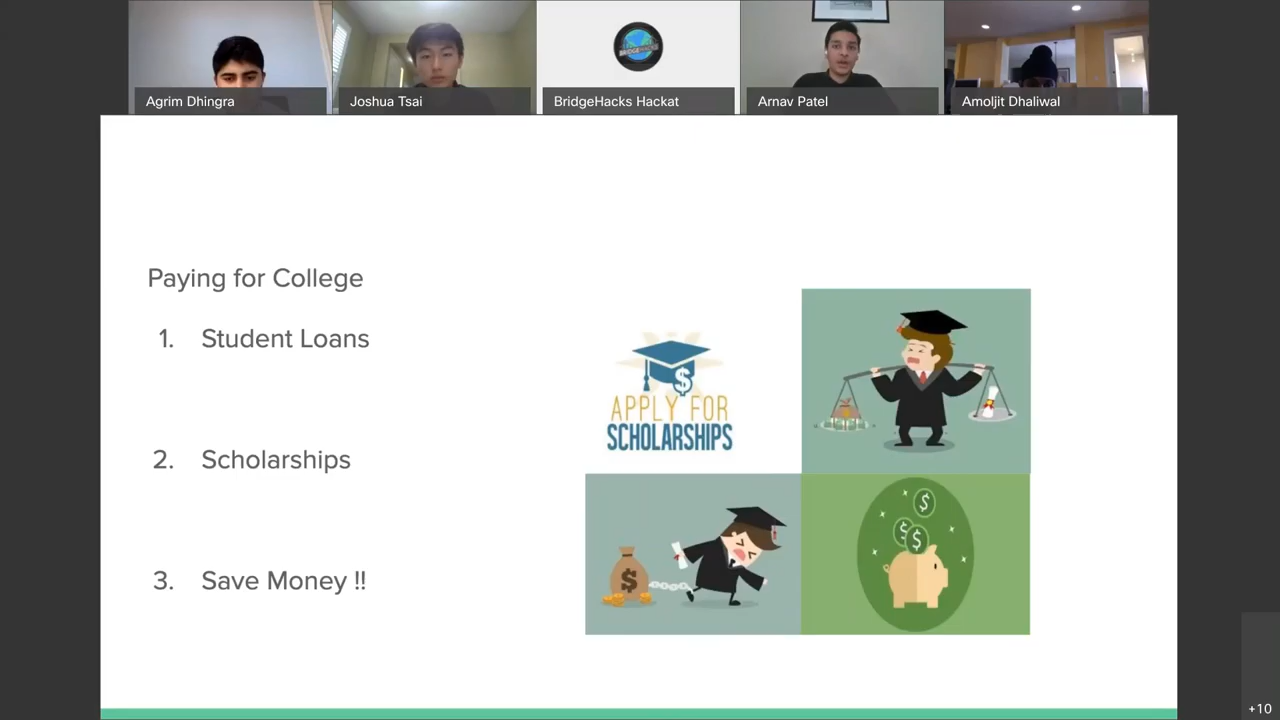 Agrim Dhingra
Joshua Tsai
BRIDGEHACKS
BridgeHacks Hackat
Arnav Patel
Amoljit Dhaliwal
Paying for College
1. Student Loans
2. Scholarships
3. Save Money !!
$
APPLY FOR
SCHOLARSHIPS
$
$
$
$
+10